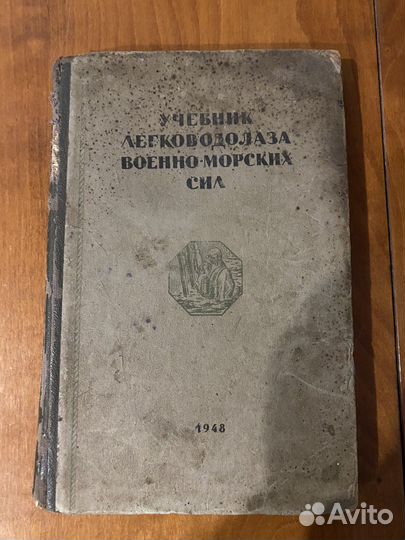 УЧЕБНИК
ЛЕГКОВОДОЛАЗА
ВОЕННО-МОРСКИХ
СИЛ
1948
Avito